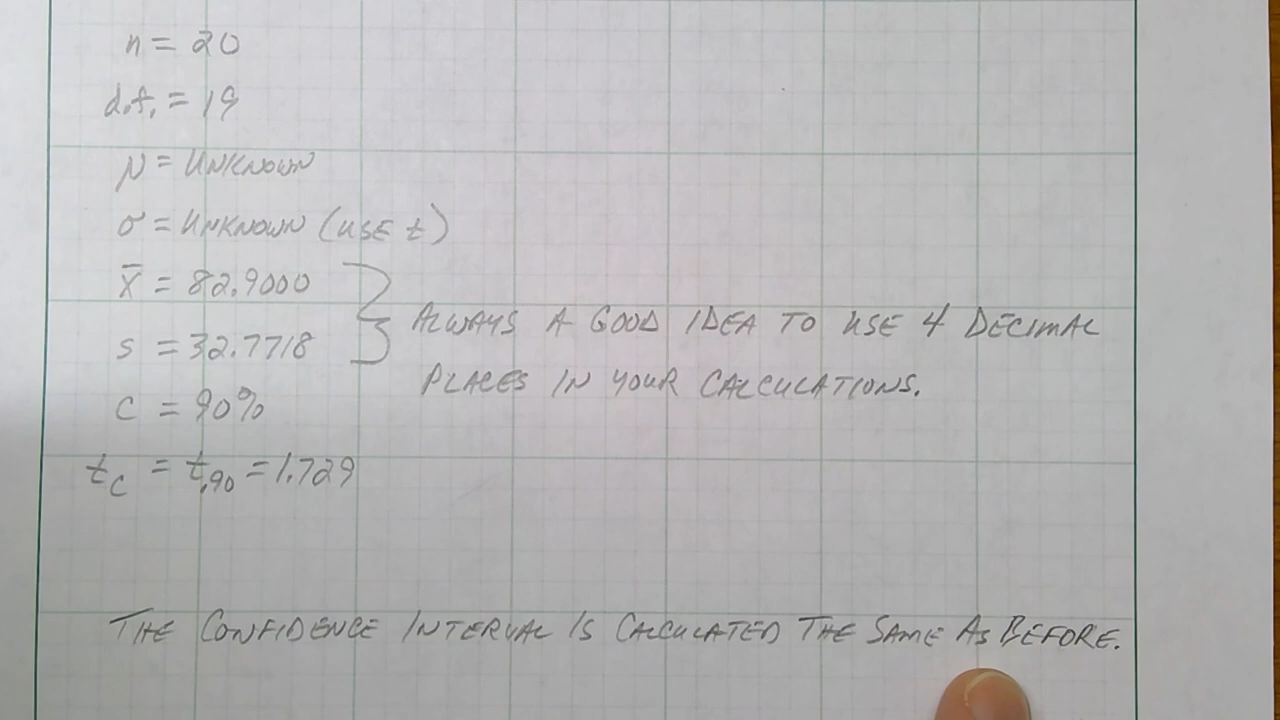 n = 20
d.f. = 19
μ = UNKNOWN
σ = UNKNOWN (USE t)
x̄ = 82.9000
s = 32.7718
ALWAYS A GOOD IDEA TO USE 4 DECIMAL
PLACES IN YOUR CALCULATIONS.
c = 90%
t_c = t.90 = 1.729
THE CONFIDENCE INTERVAL IS CALCULATED THE SAME AS BEFORE.